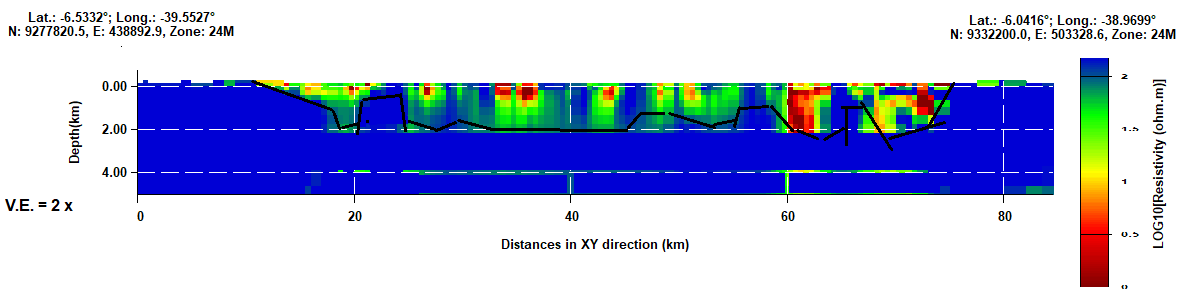 Lat.: -6.5332°; Long.: -39.5527°
N: 9277820.5, E: 438892.9, Zone: 24M
Lat.: -6.0416°; Long.: -38.9699°
N: 9332200.0, E: 503328.6, Zone: 24M
0.00
2.00
4.00
Depth(km)
V.E. = 2 x
0
20
40
60
80
Distances in XY direction (km)
2
1.5
1
0.5
0
LOG10[Resistivity (ohm.m)]